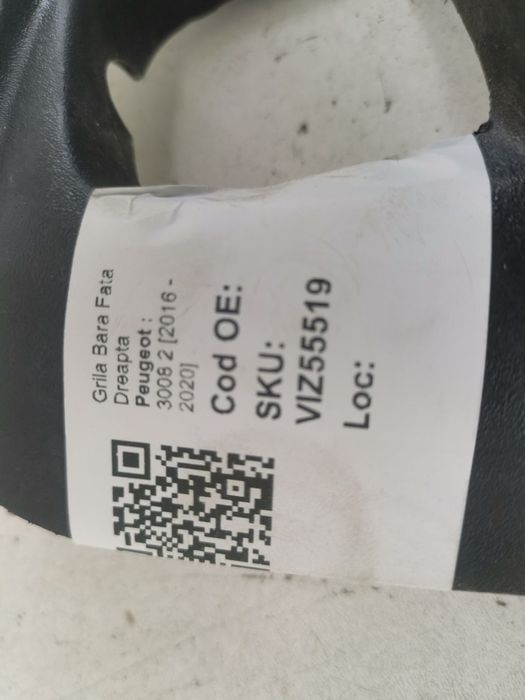 Grila Bara Fata
Dreapta
Peugeot :
3008 2 [2016 -
2020]
Cod OE:
SKU:
VIZ55519
Loc: